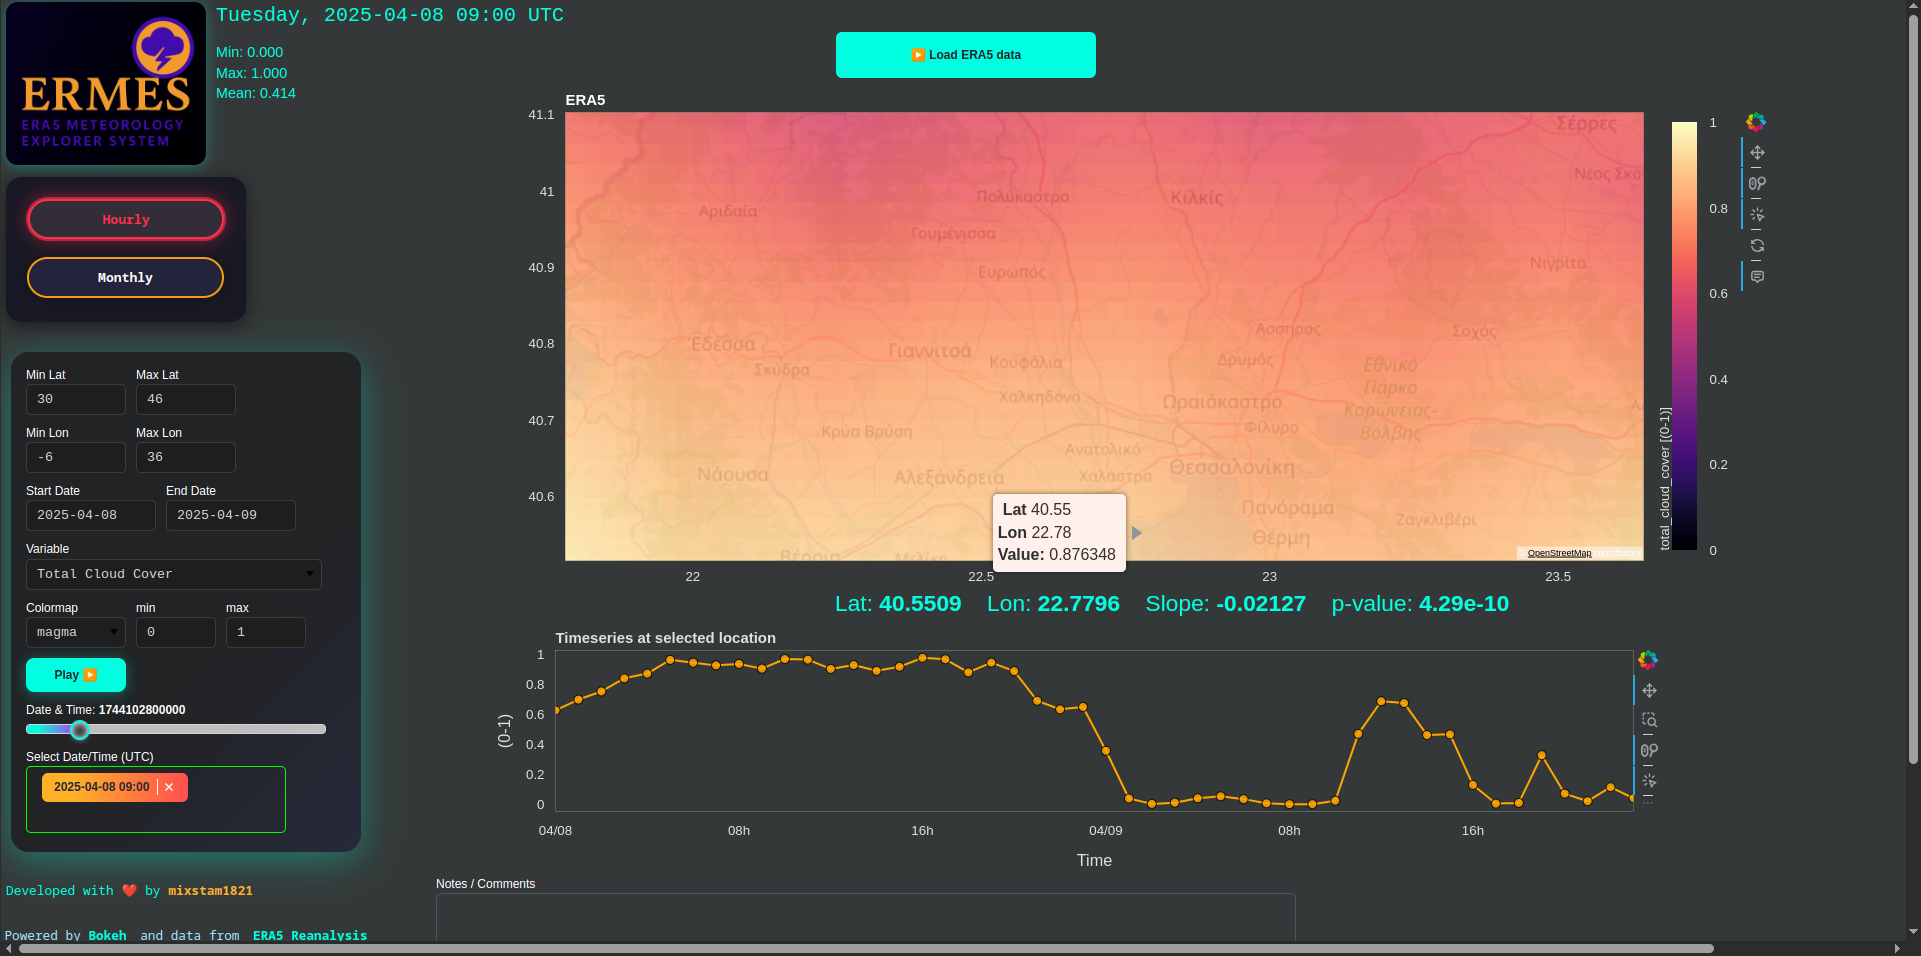 Tuesday, 2025-04-08 09:00 UTC
Min: 0.000
Max: 1.000
Mean: 0.414
ERMES
ERA5 METEOROLOGY
EXPLORER SYSTEM
Hourly
Monthly
Min Lat Max Lat
30 46
Min Lon Max Lon
-6 36
Start Date End Date
2025-04-08 2025-04-09
Variable
Total Cloud Cover
Colormap min max
magma 0 1
Play
Date & Time: 1744102800000
Select Date/Time (UTC)
2025-04-08 09:00 ×
Developed with ❤️ by mixstam1821
Powered by Bokeh and data from ERA5 Reanalysis
▶️ Load ERA5 data
ERA5
41.1
41
40.9
40.8
40.7
40.6
Σέρρες
Αριδαία
Πολύκαστρο
Κιλκίς
Γουμένισσα
Ευρωπός
Νιγρίτα
Άσσηρος
Σοχός
Έδεσσα
Γιαννιτσά
Σκύδρα
Κουφάλια
Δρυμός
Εθνικό
Πάρκο
Κορώνειας-
Βόλβης
Χαλκηδόνα
Ωραιόκαστρο
Κρύα Βρύση
Φίλυρο
Ανατολικό
Νάουσα
Αλεξάνδρεια
Χαλάστρα
Θεσσαλονίκη
Πανόραμα
Ζαγκλιβέρι
Θέρμη
Βέροια
Μελίκη
Lat 40.55
Lon 22.78
Value: 0.876348
OpenStreetMap
22 22.5 23 23.5
1
0.8
0.6
0.4
0.2
0
total_cloud_cover [(0-1)]
Lat: 40.5509 Lon: 22.7796 Slope: -0.02127 p-value: 4.29e-10
Timeseries at selected location
1
0.8
0.6
0.4
0.2
0
(0-1)
04/08 08h 16h 04/09 08h 16h
Time
Notes / Comments